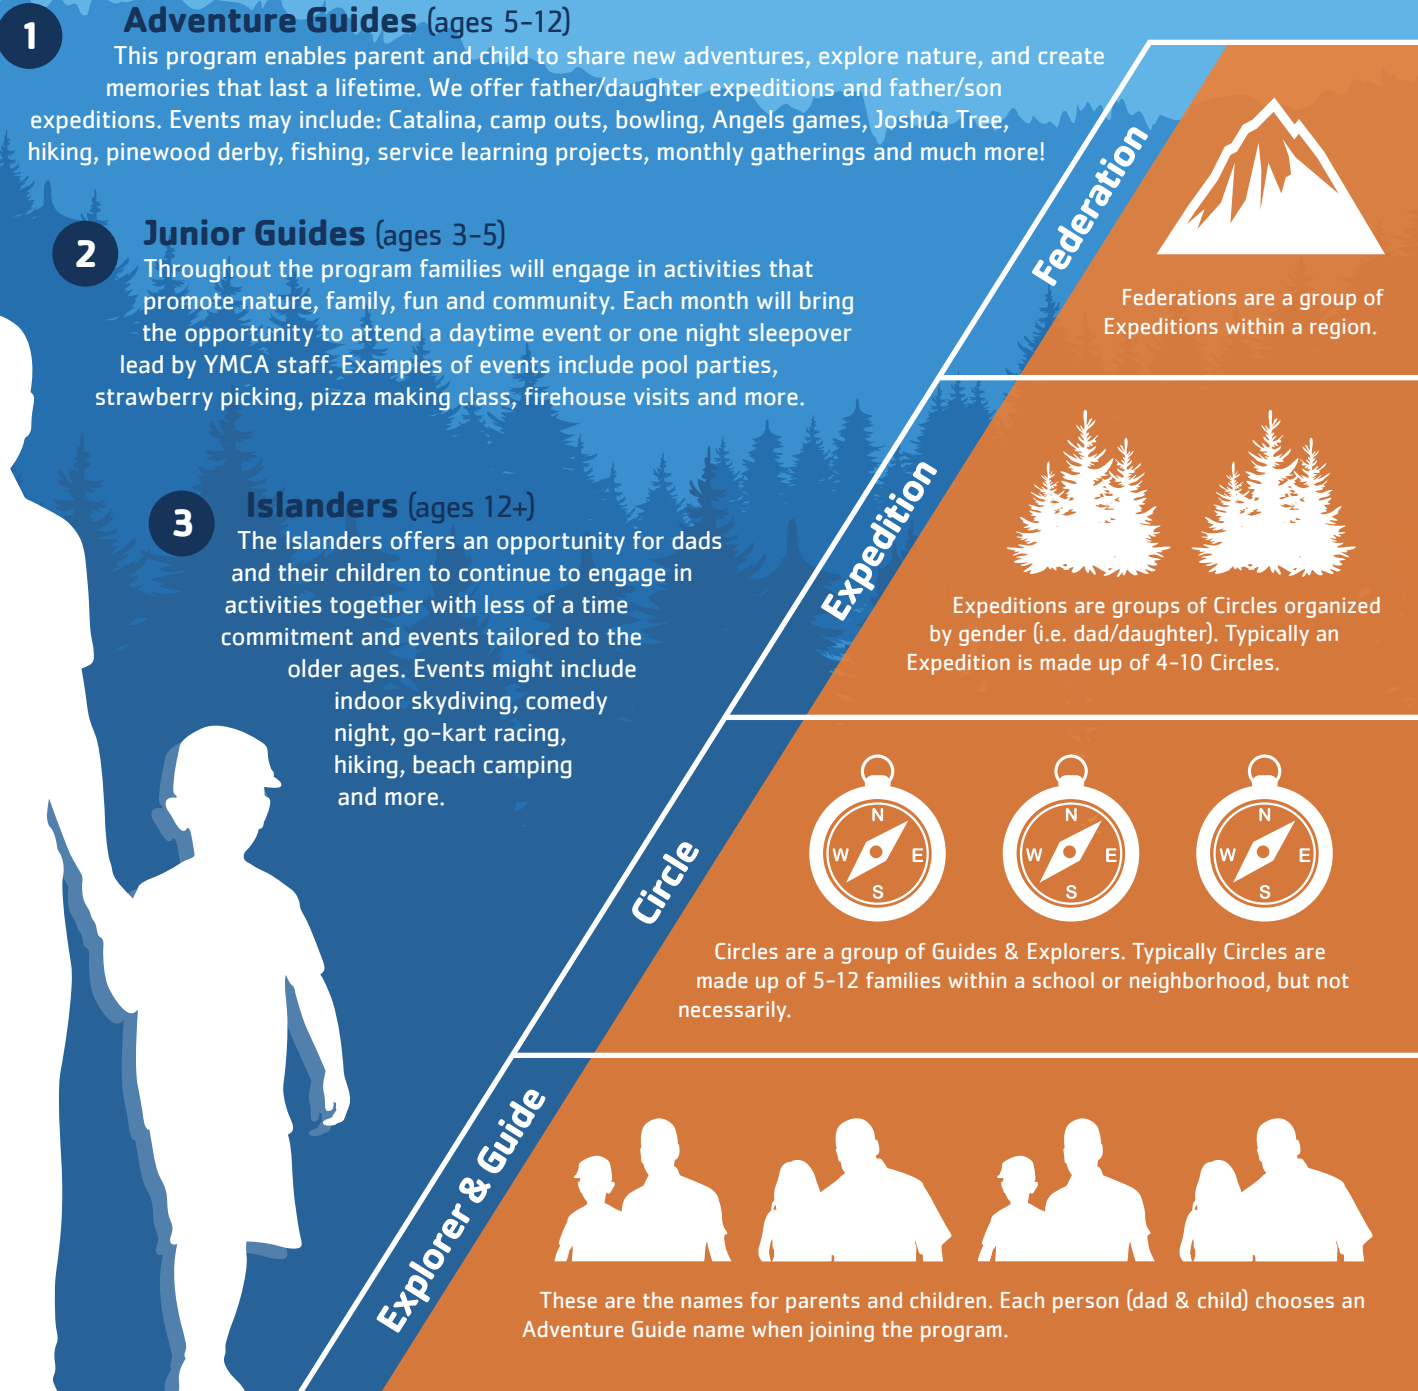 1
Adventure Guides (ages 5-12)
This program enables parent and child to share new adventures, explore nature, and create
memories that last a lifetime. We offer father/daughter expeditions and father/son
expeditions. Events may include: Catalina, camp outs, bowling, Angels games, Joshua Tree,
hiking, pinewood derby, fishing, service learning projects, monthly gatherings and much more!
2
Junior Guides (ages 3-5)
Throughout the program families will engage in activities that
promote nature, family, fun and community. Each month will bring
the opportunity to attend a daytime event or one night sleepover
lead by YMCA staff. Examples of events include pool parties,
strawberry picking, pizza making class, firehouse visits and more.
3
Islanders (ages 12+)
The Islanders offers an opportunity for dads
and their children to continue to engage in
activities together with less of a time
commitment and events tailored to the
older ages. Events might include
indoor skydiving, comedy
night, go-kart racing,
hiking, beach camping
and more.
Federation
Federations are a group of
Expeditions within a region.
Expedition
Expeditions are groups of Circles organized
by gender (i.e. dad/daughter). Typically an
Expedition is made up of 4-10 Circles.
Circle
N
W E
S
N
W E
S
N
W E
S
Circles are a group of Guides & Explorers. Typically Circles are
made up of 5-12 families within a school or neighborhood, but not
necessarily.
Explorer & Guide
These are the names for parents and children. Each person (dad & child) chooses an
Adventure Guide name when joining the program.